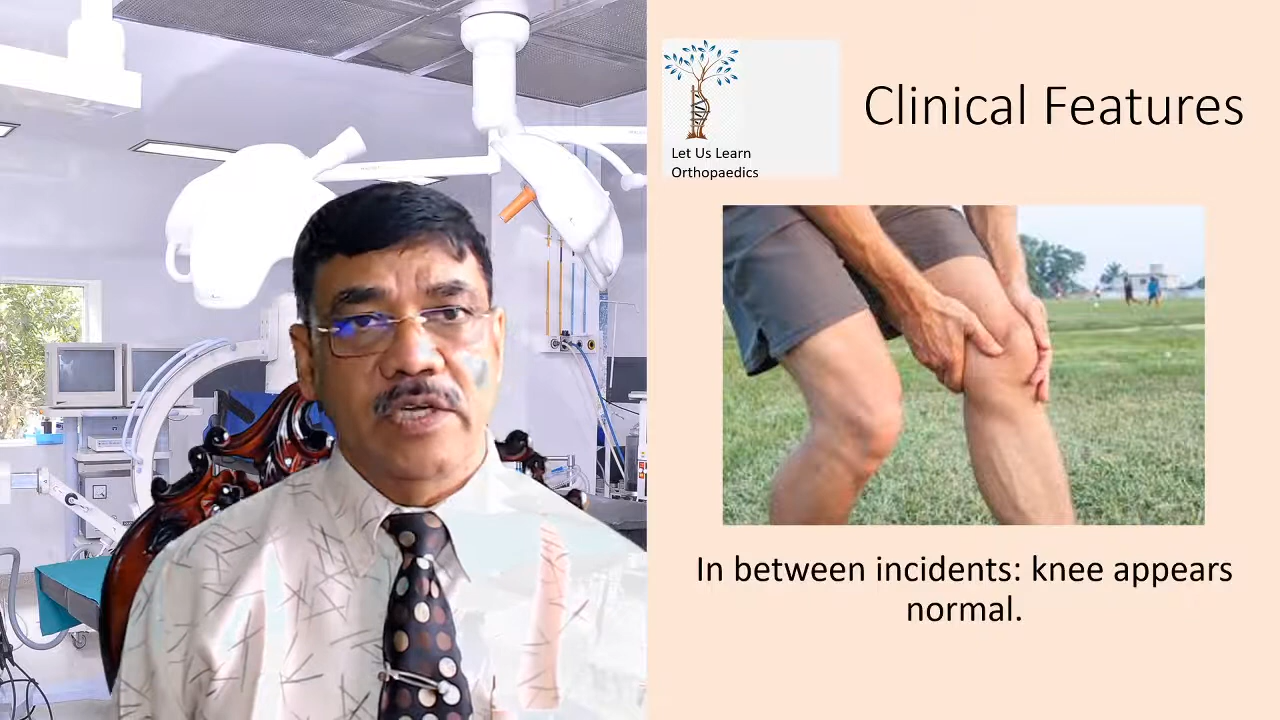 Let Us Learn
Orthopaedics
Clinical Features
In between incidents: knee appears
normal.